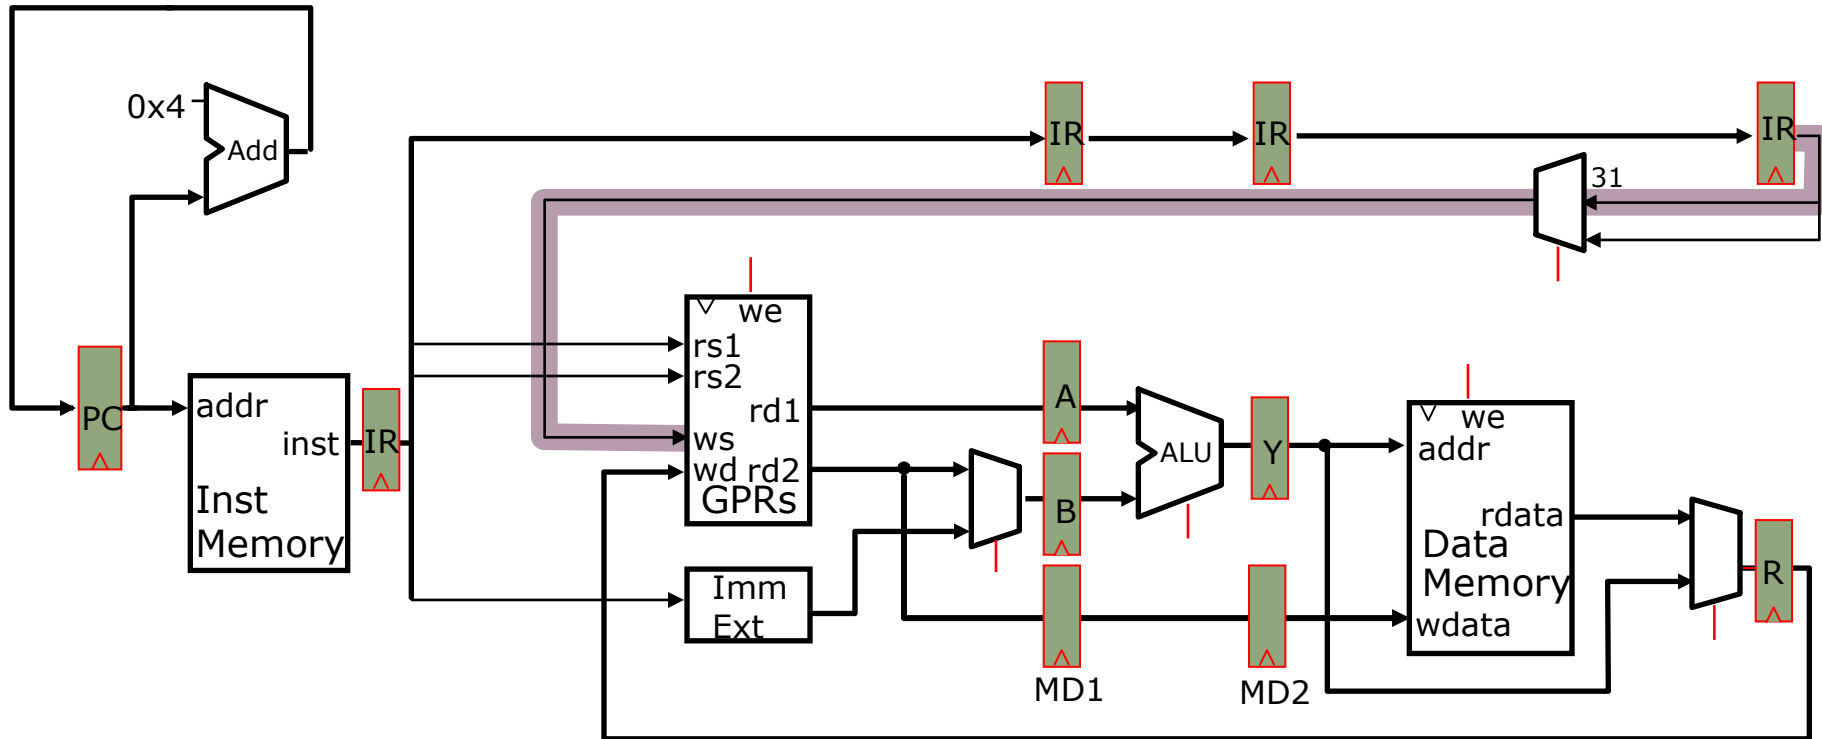 0x4
Add
IR
IR
IR
31
we
rs1
rs2
rd1
ws
wd rd2
GPRs
PC
addr
inst
Inst
Memory
IR
A
B
ALU
Y
we
addr
rdata
Data
Memory
wdata
R
Imm
Ext
MD1
MD2